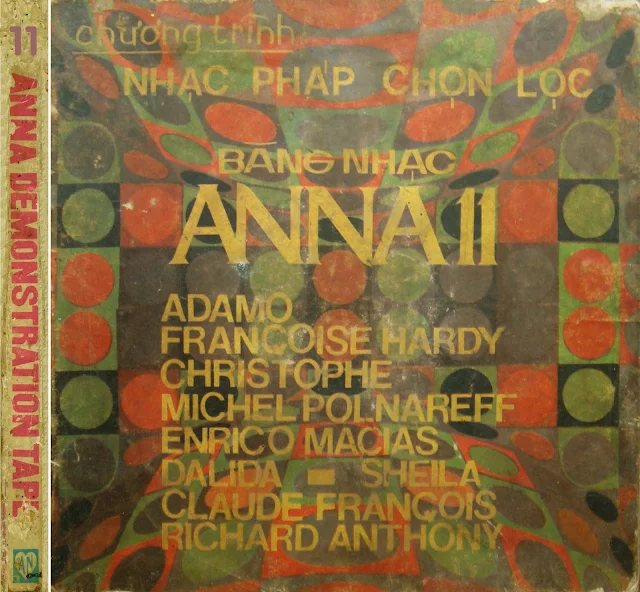 11
ANNA DEMONSTRATION TAPE
chương trình
NHẠC PHÁP CHỌN LỌC
BĂNG NHẠC
ANNA 11
ADAMO
FRANÇOISE HARDY
CHRISTOPHE
MICHEL POLNAREFF
ENRICO MACIAS
DALIDA - SHEILA
CLAUDE FRANÇOIS
RICHARD ANTHONY